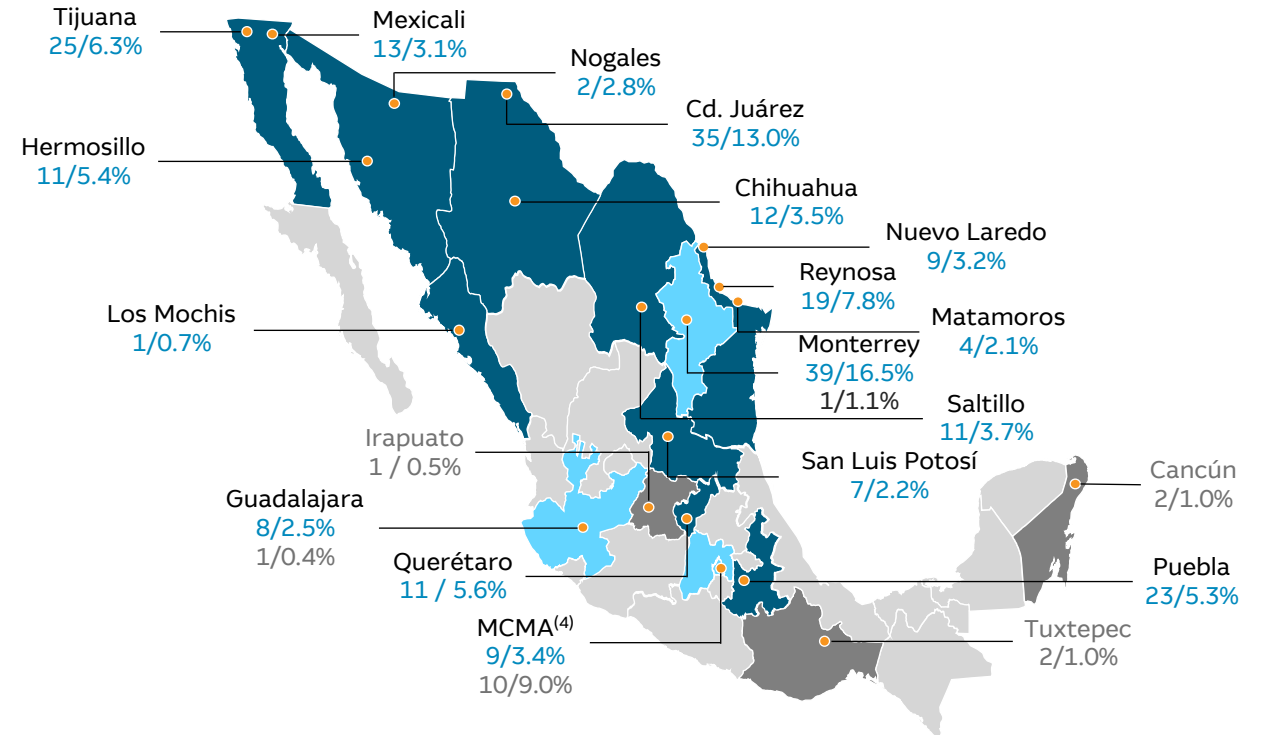 Tijuana
25/6.3%
Mexicali
13/3.1%
Nogales
2/2.8%
Cd. Juárez
35/13.0%
Hermosillo
11/5.4%
Chihuahua
12/3.5%
Nuevo Laredo
9/3.2%
Reynosa
19/7.8%
Los Mochis
1/0.7%
Matamoros
4/2.1%
Monterrey
39/16.5%
1/1.1%
Saltillo
11/3.7%
Irapuato
1 / 0.5%
San Luis Potosí
7/2.2%
Cancún
2/1.0%
Guadalajara
8/2.5%
1/0.4%
Querétaro
11 / 5.6%
Puebla
23/5.3%
MCMA(4)
9/3.4%
10/9.0%
Tuxtepec
2/1.0%